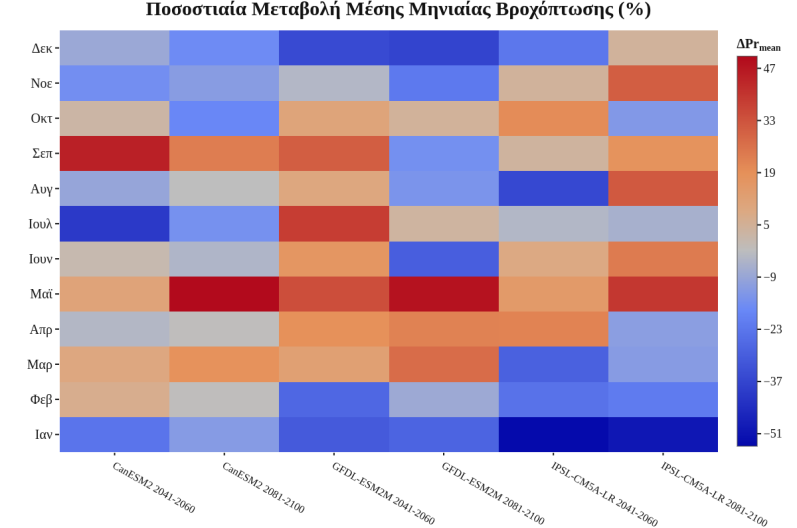 Ποσοστιαία Μεταβολή Μέσης Μηνιαίας Βροχόπτωσης (%)
ΔPrmean
Δεκ
Νοε
Οκτ
Σεπ
Αυγ
Ιουλ
Ιουν
Μαϊ
Απρ
Μαρ
Φεβ
Ιαν
47
33
19
5
−9
−23
−37
−51
CanESM2 2041-2060
CanESM2 2081-2100
GFDL-ESM2M 2041-2060
GFDL-ESM2M 2081-2100
IPSL-CM5A-LR 2041-2060
IPSL-CM5A-LR 2081-2100